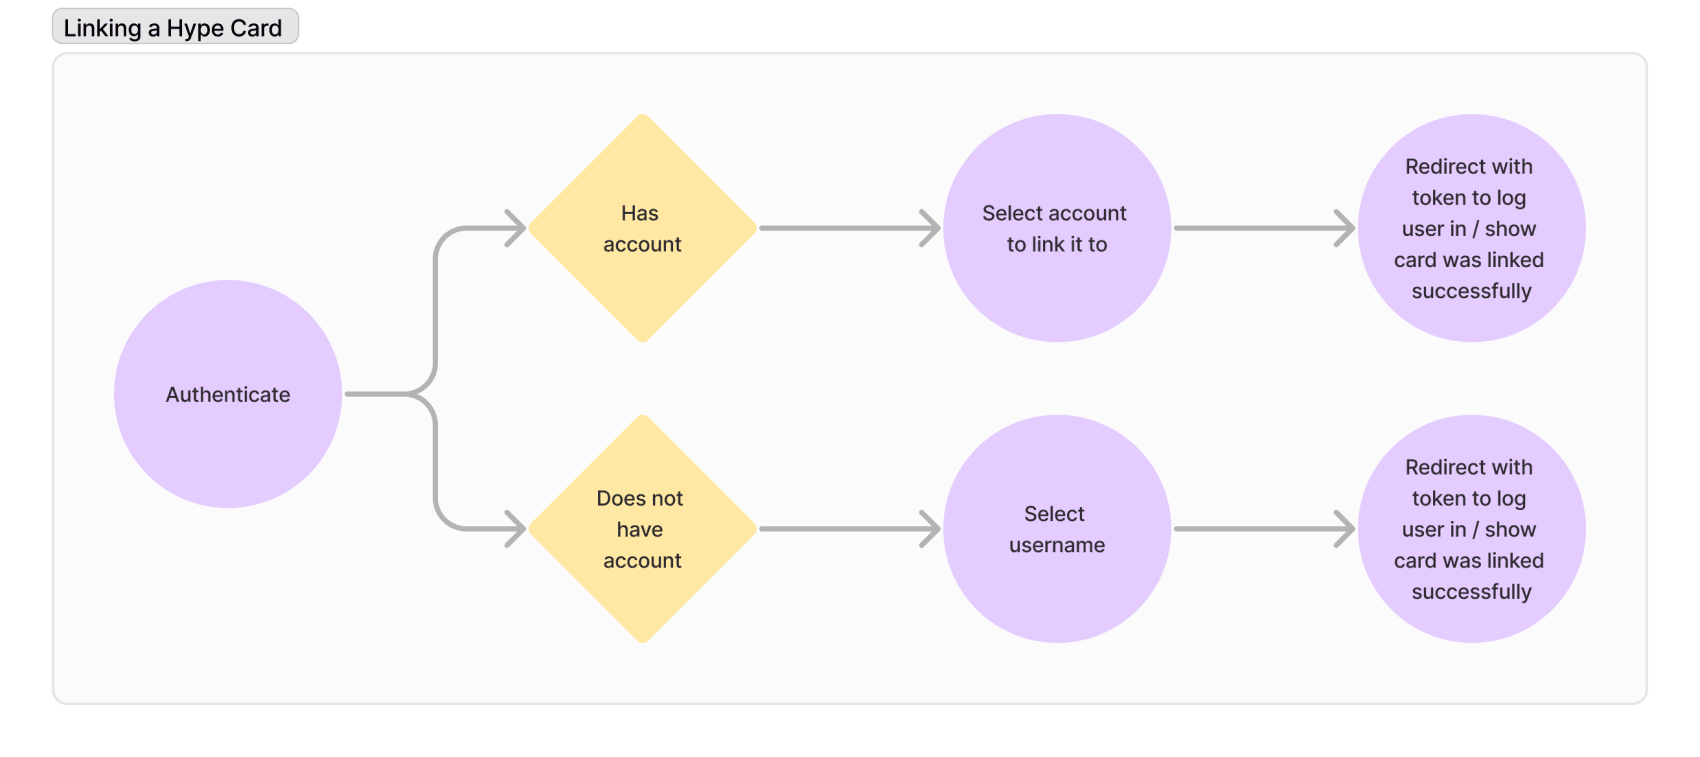 Linking a Hype Card
Authenticate
Has
account
Select account
to link it to
Redirect with
token to log
user in / show
card was linked
successfully
Does not
have
account
Select
username
Redirect with
token to log
user in / show
card was linked
successfully